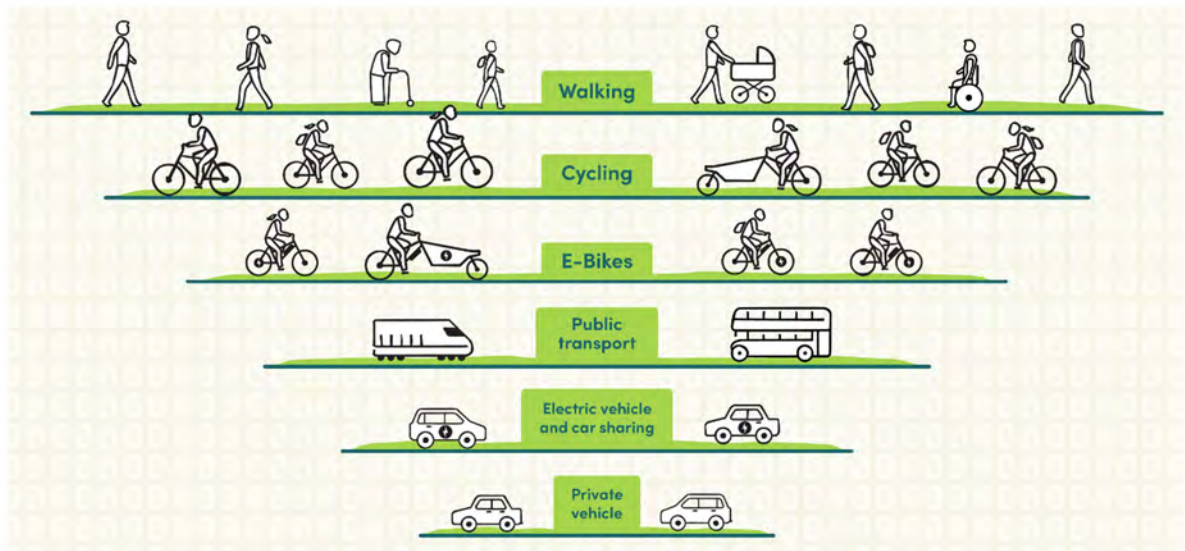 Walking
Cycling
E-Bikes
Public
transport
Electric vehicle
and car sharing
Private
vehicle